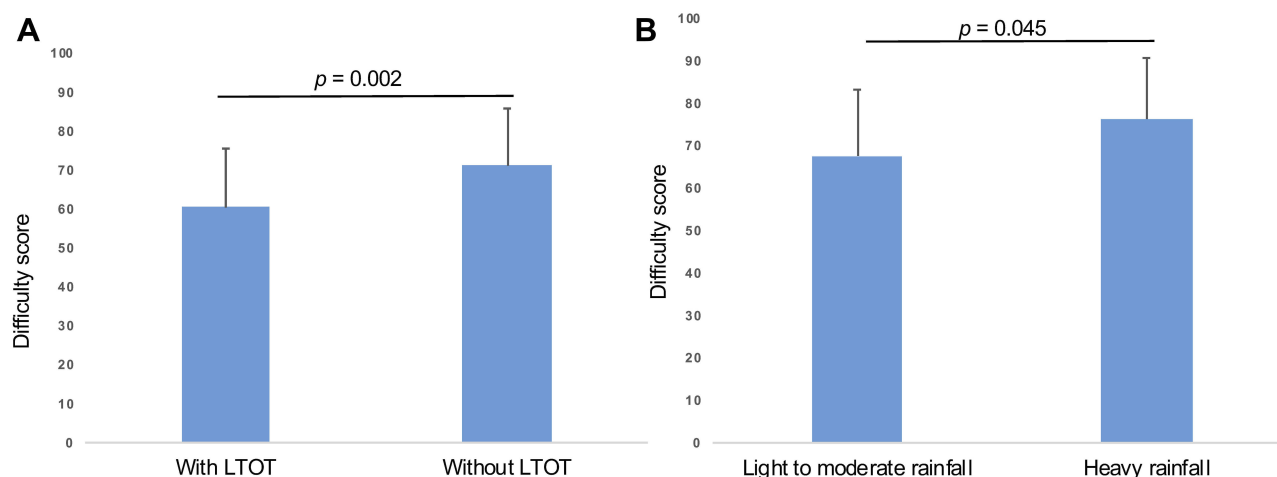 A
Difficulty score
100
90
80
70
60
50
40
30
20
10
0
p = 0.002
With LTOT
Without LTOT
B
Difficulty score
100
90
80
70
60
50
40
30
20
10
0
p = 0.045
Light to moderate rainfall
Heavy rainfall